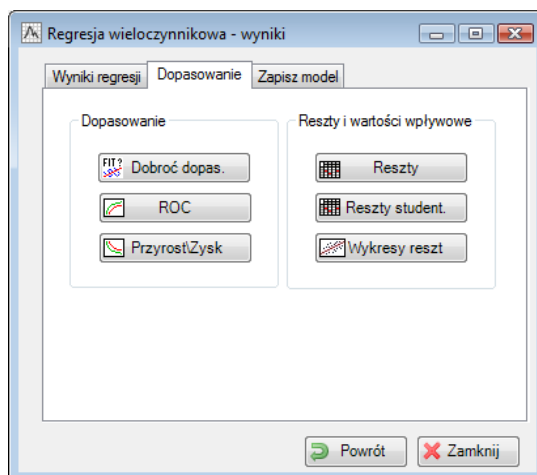 Regresja wieloczynnikowa - wyniki
Wyniki regresji Dopasowanie Zapisz model
Dopasowanie
FIT? Dobroć dopas.
ROC
Przyrost\Zysk
Reszty i wartości wpływowe
Reszty
Reszty student.
Wykresy reszt
Powrót Zamknij